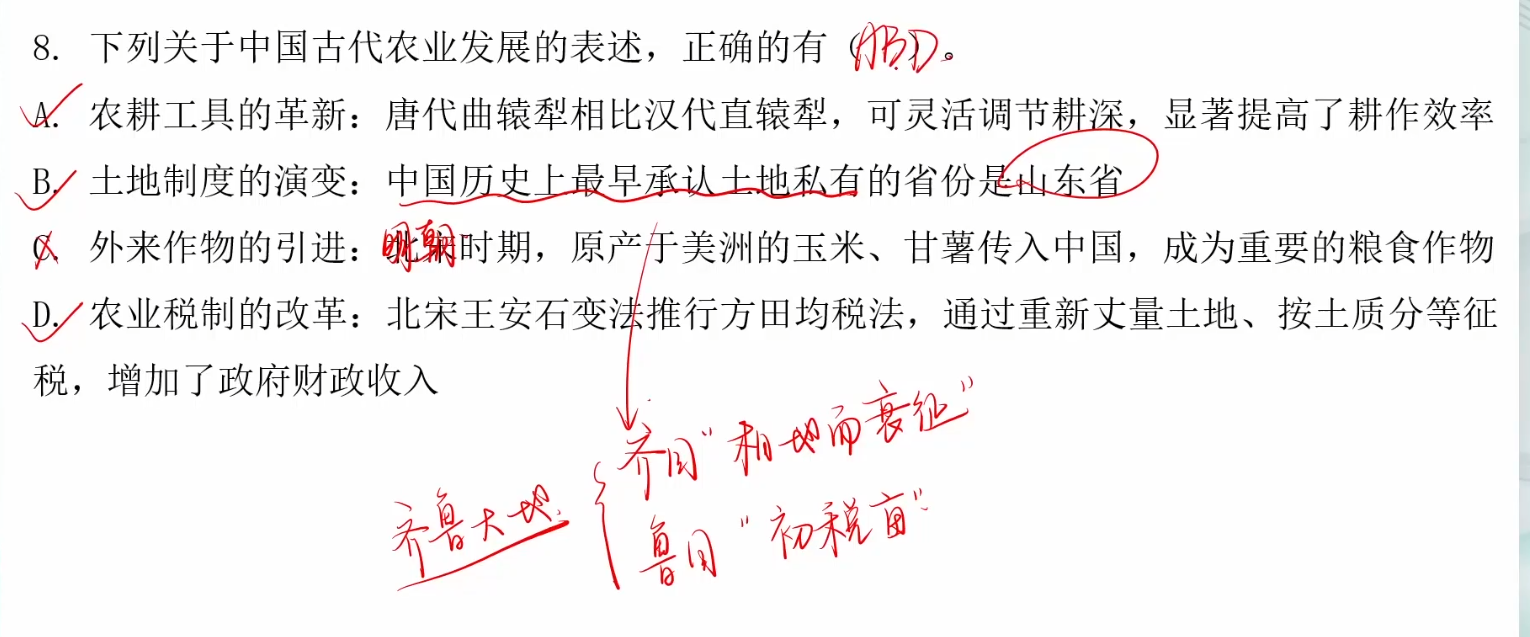 8. 下列关于中国古代农业发展的表述，正确的有（ABD）。
A. 农耕工具的革新：唐代曲辕犁相比汉代直辕犁，可灵活调节耕深，显著提高了耕作效率
B. 土地制度的演变：中国历史上最早承认土地私有的省份是山东省
C. 外来作物的引进：北宋时期，原产于美洲的玉米、甘薯传入中国，成为重要的粮食作物
明朝
D. 农业税制的改革：北宋王安石变法推行方田均税法，通过重新丈量土地、按土质分等征
税，增加了政府财政收入
齐国“相地而衰征”
齐鲁大地
鲁国“初税亩”